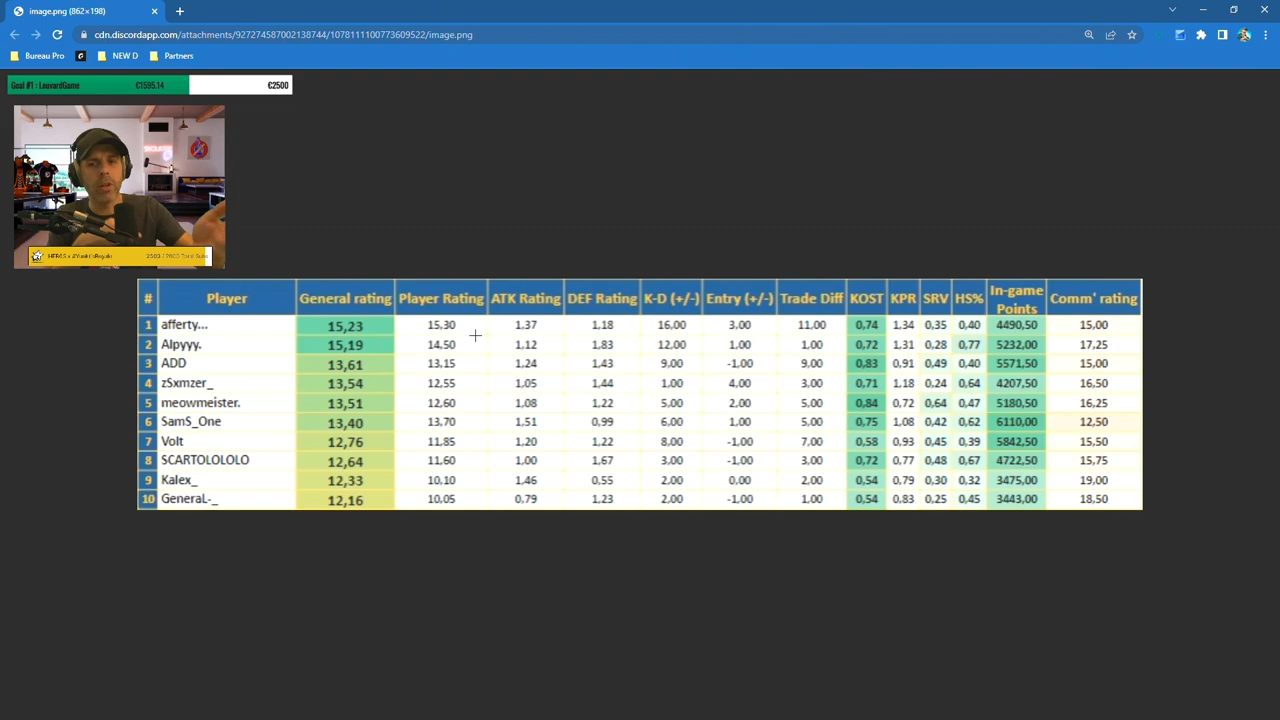 image.png (862×198)
cdn.discordapp.com/attachments/927274587002138744/1078111100773609522/image.png
Bureau Pro NEW D Partners
Goal #1 : LeuvardGame €1595.14 €2500
# Player General rating Player Rating ATK Rating DEF Rating K-D (+/-) Entry (+/-) Trade Diff KOST KPR SRV HS% In-game Points Comm' rating
1 afferty... 15,23 15,30 1,37 1,18 16,00 3,00 11,00 0,74 1,34 0,35 0,40 4490,50 15,00
2 Alpyyy. 15,19 14,50 1,12 1,83 12,00 1,00 1,00 0,72 1,31 0,28 0,77 5232,00 17,25
3 ADD 13,61 13,15 1,24 1,43 9,00 -1,00 9,00 0,83 0,91 0,49 0,40 5571,50 15,00
4 zSxmzer_ 13,54 12,55 1,05 1,44 1,00 4,00 3,00 0,71 1,18 0,24 0,64 4207,50 16,50
5 meowmeister. 13,51 12,60 1,08 1,22 5,00 2,00 5,00 0,84 0,72 0,64 0,47 5180,50 16,25
6 SamS_One 13,40 13,70 1,51 0,99 6,00 1,00 5,00 0,75 1,08 0,42 0,62 6110,00 12,50
7 Volt 12,76 11,85 1,20 1,22 8,00 -1,00 7,00 0,58 0,93 0,45 0,39 5842,50 15,50
8 SCARTOLOLOLO 12,64 11,60 1,00 1,67 3,00 -1,00 3,00 0,72 0,77 0,48 0,67 4722,50 15,75
9 Kalex_ 12,33 10,10 1,46 0,55 2,00 0,00 2,00 0,54 0,79 0,30 0,32 3475,00 19,00
10 GeneraL-_ 12,16 10,05 0,79 1,23 2,00 -1,00 1,00 0,54 0,83 0,25 0,45 3443,00 18,50